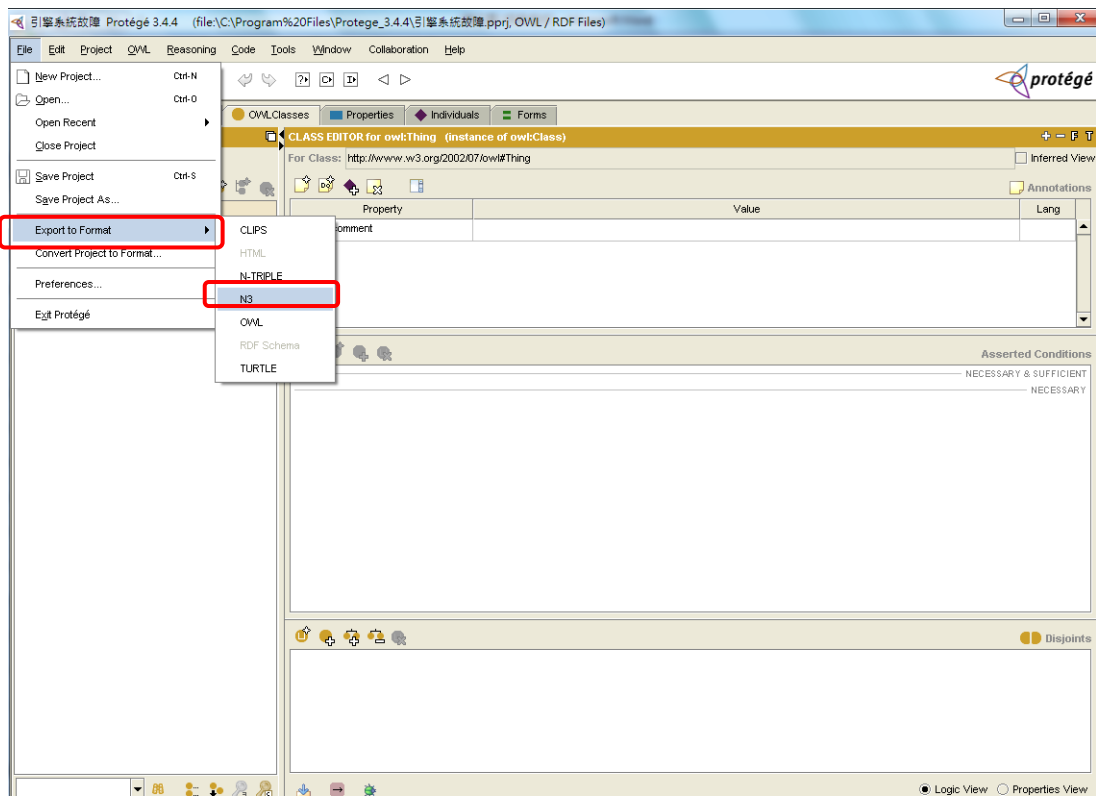 引擎系統故障 Protégé 3.4.4 (file:\C:\Program%20Files\Protege_3.4.4\引擎系統故障.pprj, OWL / RDF Files)
File Edit Project OWL Reasoning Code Tools Window Collaboration Help
New Project... Ctrl-N
Open... Ctrl-O
Open Recent
Close Project
Save Project Ctrl-S
Save Project As...
Export to Format
Convert Project to Format...
Preferences...
Exit Protégé
CLIPS
HTML
N-TRIPLE
N3
OWL
RDF Schema
TURTLE
protégé
OWLClasses Properties Individuals Forms
CLASS EDITOR for owl:Thing (instance of owl:Class)
For Class: http://www.w3.org/2002/07/owl#Thing Inferred View
Annotations
Property Value Lang
omment
Asserted Conditions
NECESSARY & SUFFICIENT
NECESSARY
Disjoints
Logic View Properties View